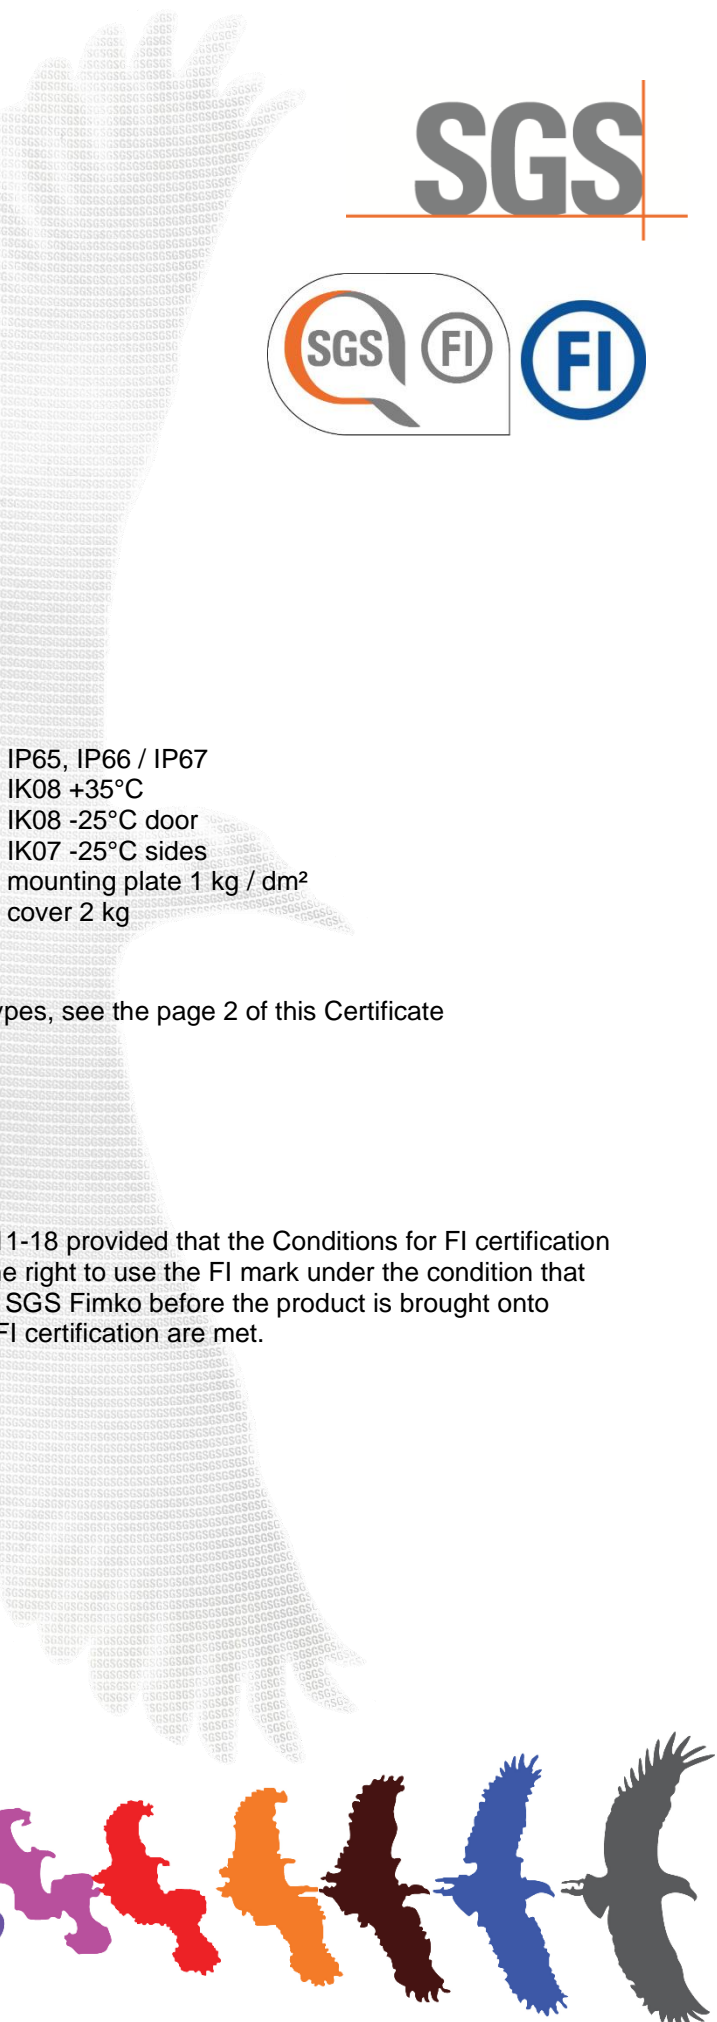 SGS
SGS FI FI
IP65, IP66 / IP67
IK08 +35°C
IK08 -25°C door
IK07 -25°C sides
mounting plate 1 kg / dm²
cover 2 kg
ypes, see the page 2 of this Certificate
11-18 provided that the Conditions for FI certification
he right to use the FI mark under the condition that
SGS Fimko before the product is brought onto
FI certification are met.